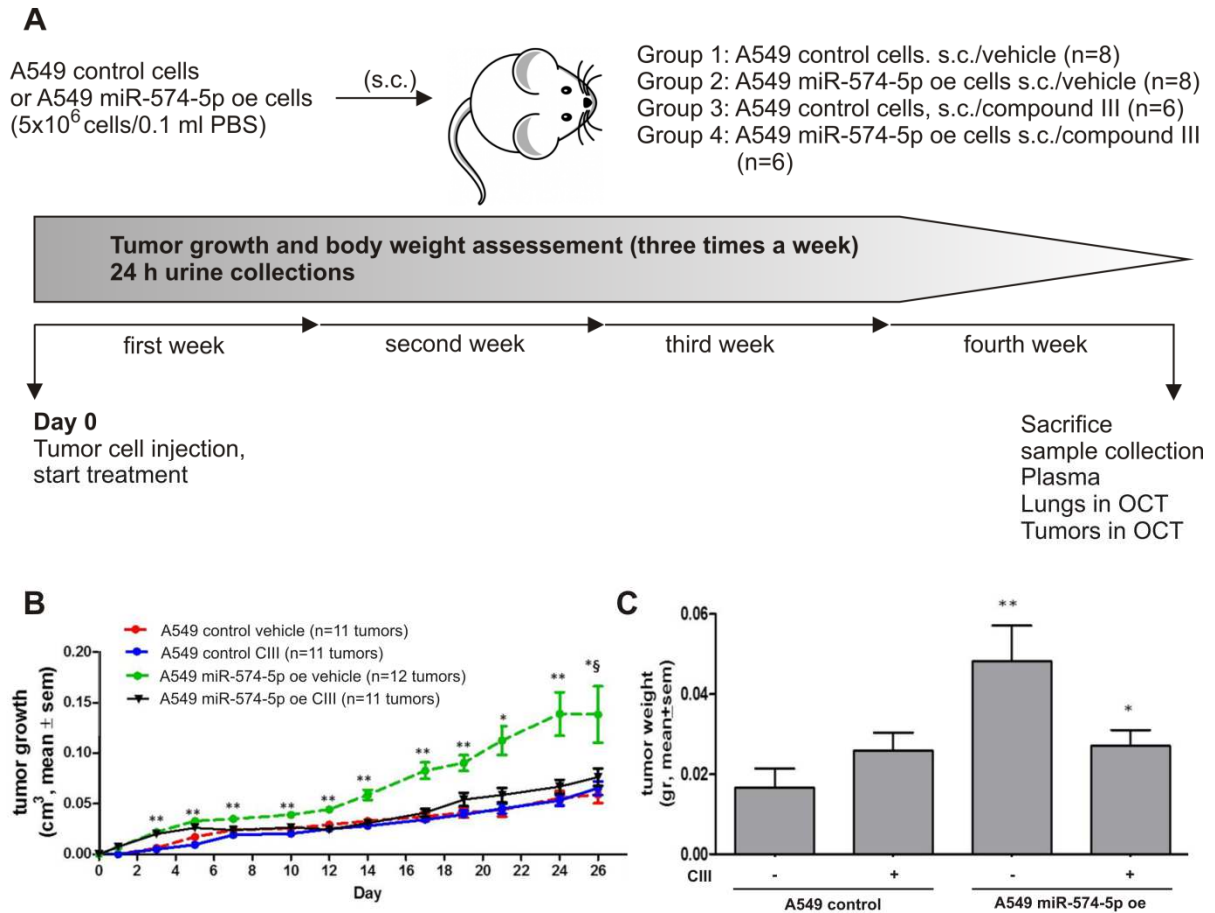 A
A549 control cells
or A549 miR-574-5p oe cells
(5x10⁶ cells/0.1 ml PBS)
(s.c.)
Group 1: A549 control cells. s.c./vehicle (n=8)
Group 2: A549 miR-574-5p oe cells s.c./vehicle (n=8)
Group 3: A549 control cells, s.c./compound III (n=6)
Group 4: A549 miR-574-5p oe cells s.c./compound III
(n=6)
Tumor growth and body weight assessement (three times a week)
24 h urine collections
first week
second week
third week
fourth week
Day 0
Tumor cell injection,
start treatment
Sacrifice
sample collection
Plasma
Lungs in OCT
Tumors in OCT
B
A549 control vehicle (n=11 tumors)
A549 control CIII (n=11 tumors)
A549 miR-574-5p oe vehicle (n=12 tumors)
A549 miR-574-5p oe CIII (n=11 tumors)
tumor growth
(cm³, mean ± sem)
0.20
0.15
0.10
0.05
0.00
** ** ** ** ** ** ** ** * ** *§
0 2 4 6 8 10 12 14 16 18 20 22 24 26
Day
C
tumor weight
(gr, mean±sem)
0.06
0.04
0.02
0.00
**
*
CIII - + - +
A549 control
A549 miR-574-5p oe